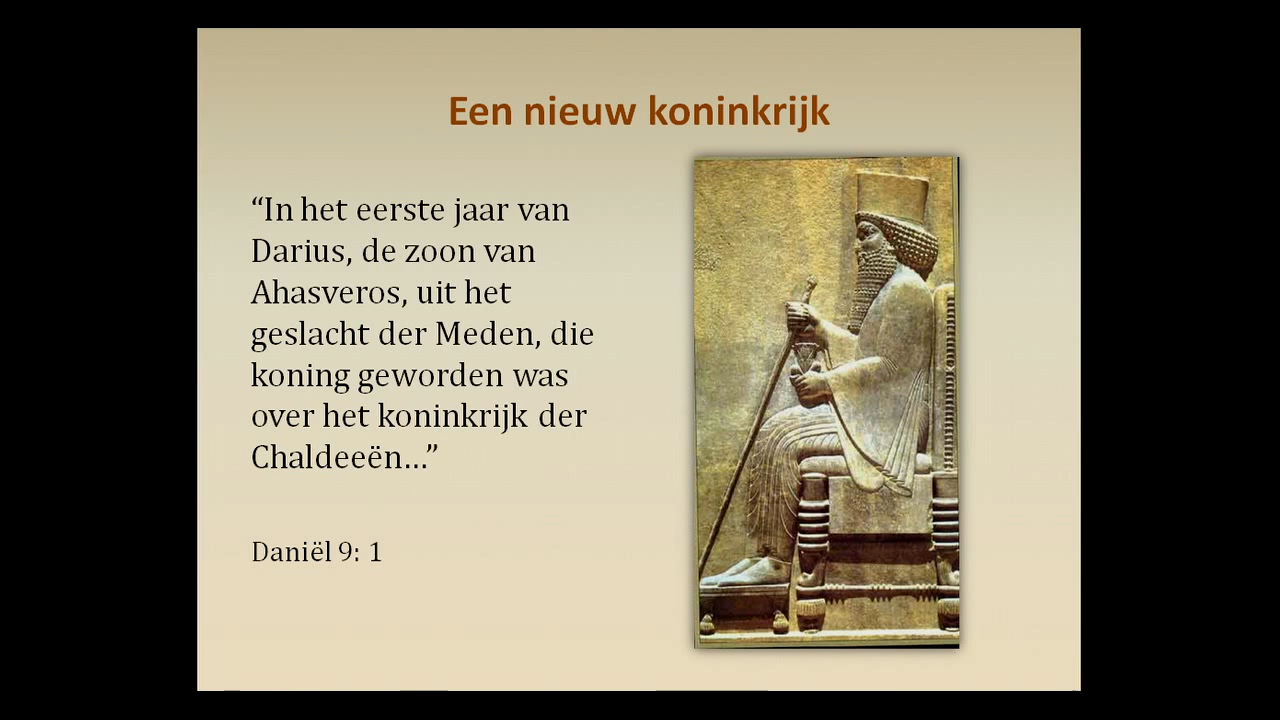 Een nieuw koninkrijk
“In het eerste jaar van
Darius, de zoon van
Ahasveros, uit het
geslacht der Meden, die
koning geworden was
over het koninkrijk der
Chaldeeën...”
Daniël 9: 1